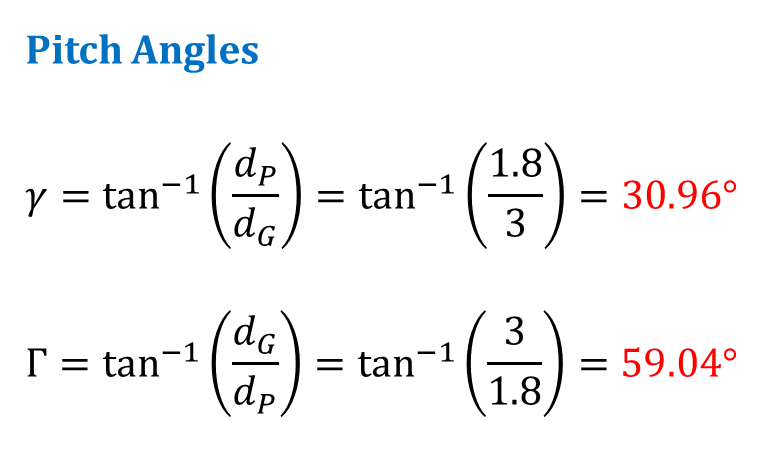 Pitch Angles
γ = tan⁻¹ (d_P/d_G) = tan⁻¹ (1.8/3) = 30.96°
Γ = tan⁻¹ (d_G/d_P) = tan⁻¹ (3/1.8) = 59.04°